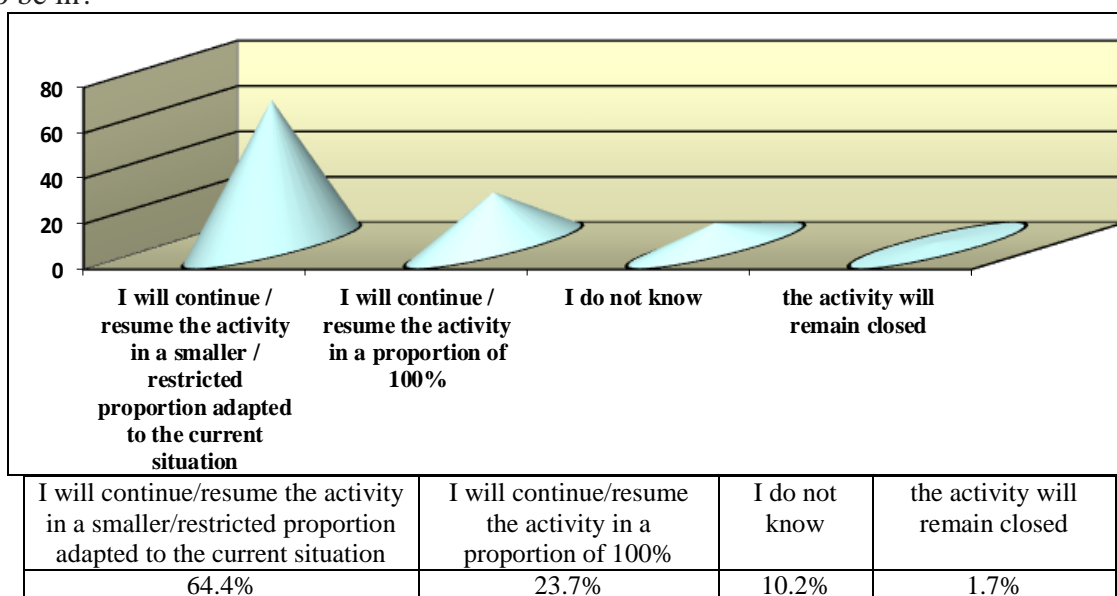 80
60
40
20
0
I will continue / resume the activity in a smaller / restricted proportion adapted to the current situation
I will continue / resume the activity in a proportion of 100%
I do not know
the activity will remain closed
I will continue/resume the activity in a smaller/restricted proportion adapted to the current situation
I will continue/resume the activity in a proportion of 100%
I do not know
the activity will remain closed
64.4%
23.7%
10.2%
1.7%